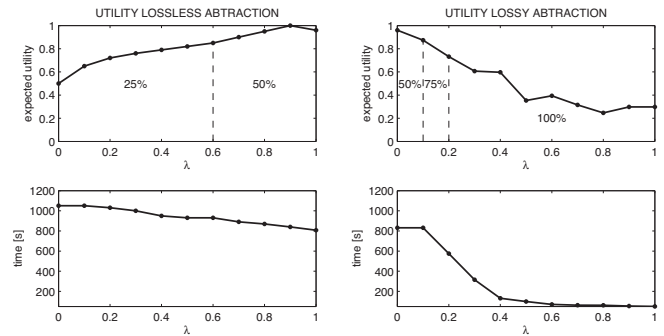 UTILITY LOSSLESS ABTRACTION
expected utility
1
0.8
0.6
0.4
0.2
0
25%
50%
0 0.2 0.4 0.6 0.8 1
λ
UTILITY LOSSY ABTRACTION
expected utility
1
0.8
0.6
0.4
0.2
0
50% 75%
100%
0 0.2 0.4 0.6 0.8 1
λ
time [s]
1200
1000
800
600
400
200
0 0.2 0.4 0.6 0.8 1
λ
time [s]
1200
1000
800
600
400
200
0 0.2 0.4 0.6 0.8 1
λ